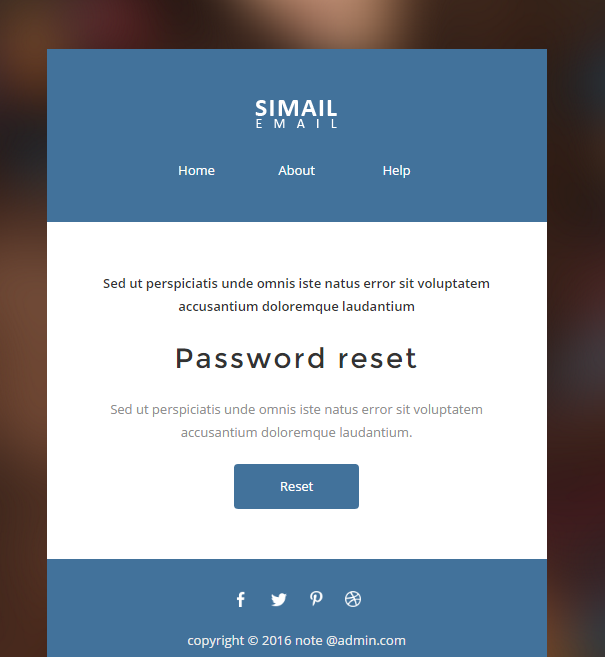 SIMAIL
EMAIL
Home About Help
Sed ut perspiciatis unde omnis iste natus error sit voluptatem
accusantium doloremque laudantium
Password reset
Sed ut perspiciatis unde omnis iste natus error sit voluptatem
accusantium doloremque laudantium.
Reset
copyright © 2016 note @admin.com